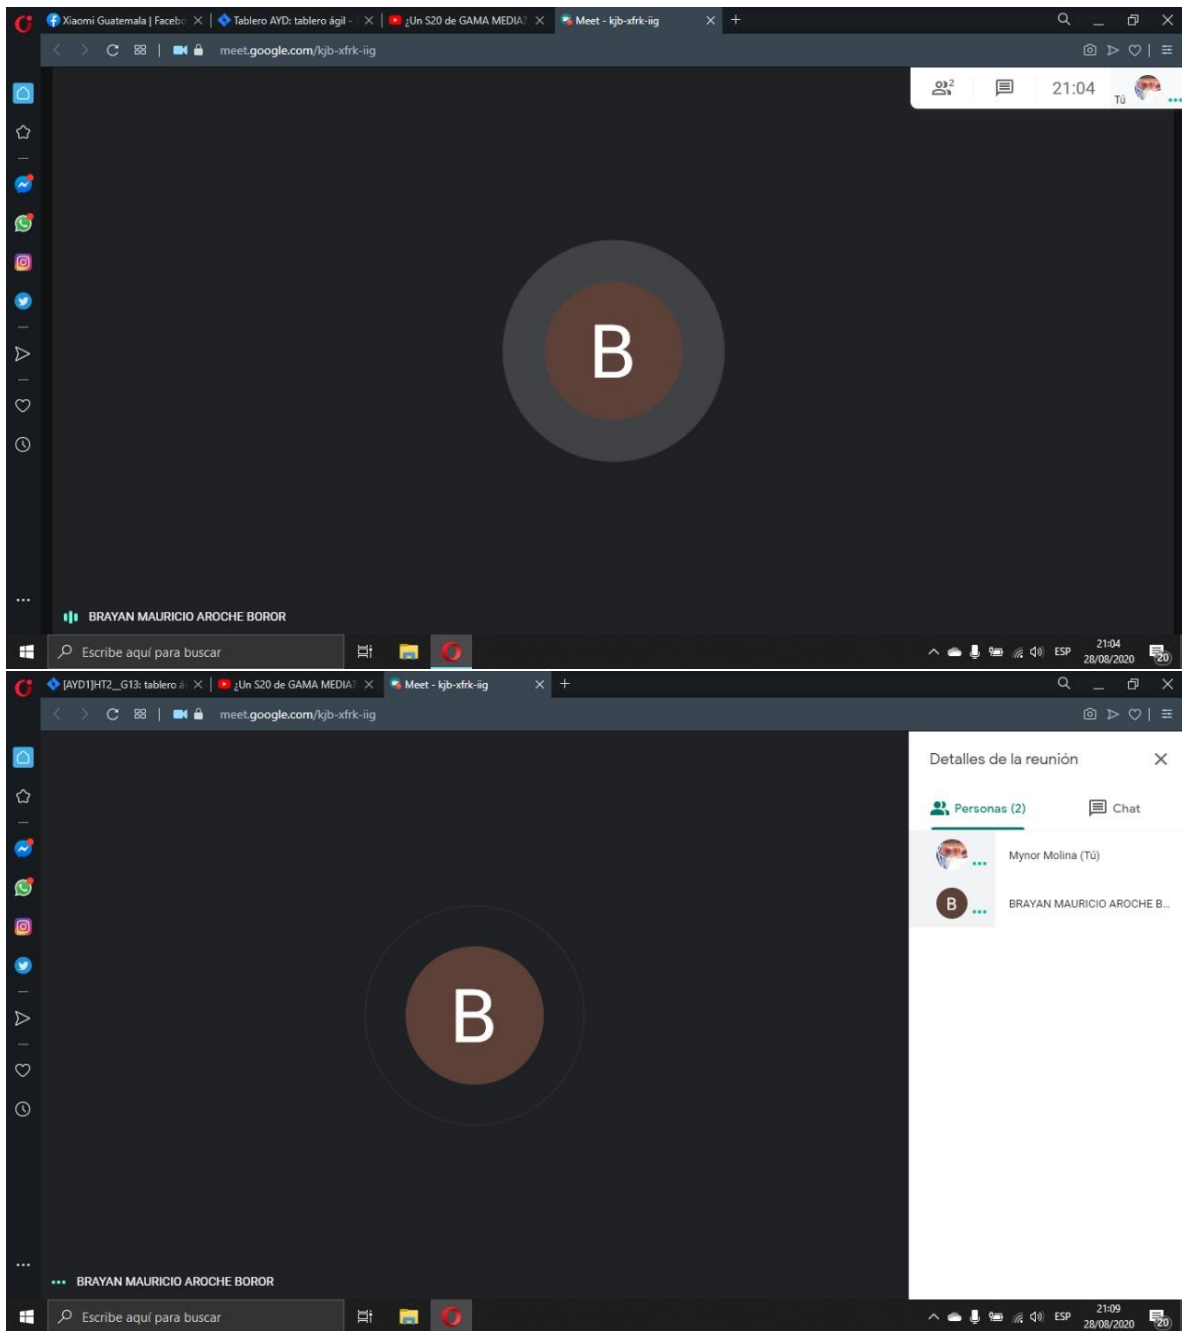 Xiaomi Guatemala | Facebo
Tablero AYD: tablero ágil -
¿Un S20 de GAMA MEDIA?
Meet - kjb-xfrk-iig
meet.google.com/kjb-xfrk-iig
2
21:04
Tú
B
BRAYAN MAURICIO AROCHE BOROR
Escribe aquí para buscar
ESP
21:04
28/08/2020
20
[AYD1]HT2_G13: tablero á
¿Un S20 de GAMA MEDIA?
Meet - kjb-xfrk-iig
meet.google.com/kjb-xfrk-iig
Detalles de la reunión
Personas (2)
Chat
Mynor Molina (Tú)
B
BRAYAN MAURICIO AROCHE B...
B
BRAYAN MAURICIO AROCHE BOROR
Escribe aquí para buscar
ESP
21:09
28/08/2020
20